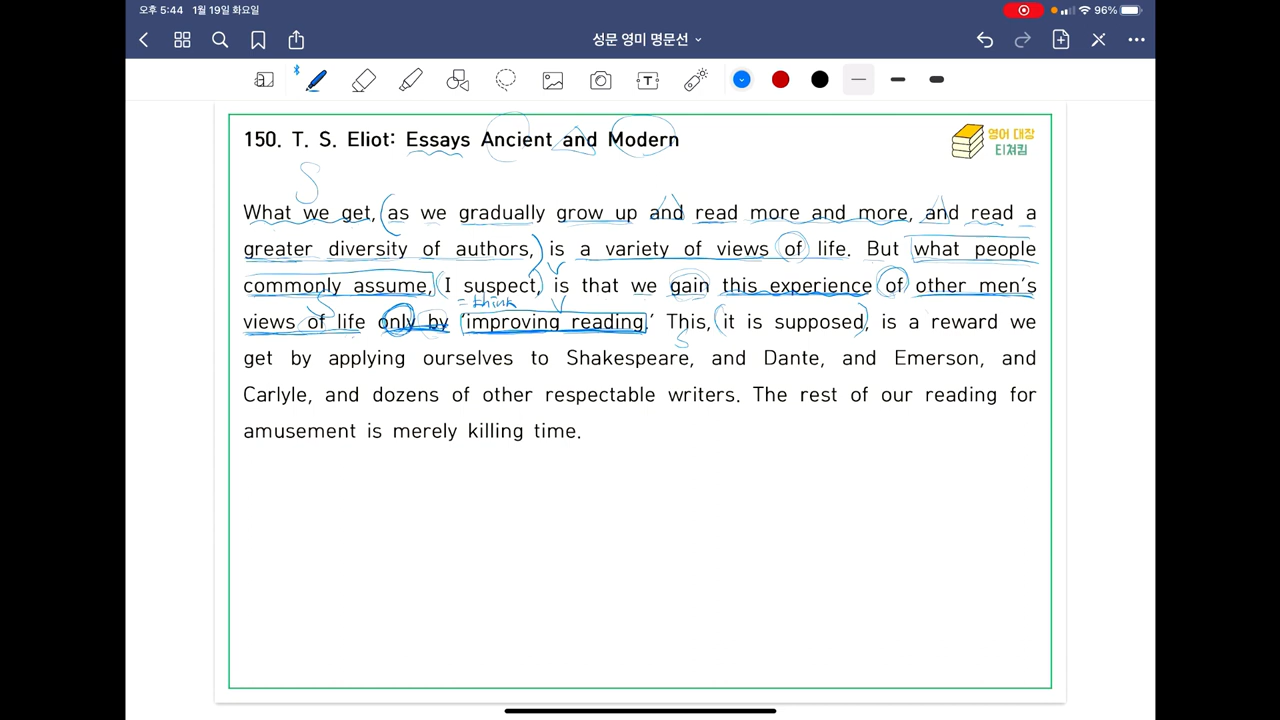 오후 5:44 1월 19일 화요일
96%
성문 영미 명문선
150. T. S. Eliot: Essays Ancient and Modern
영어 대장
티쳐킴
S
What we get, (as we gradually grow up and read more and more, and read a
greater diversity of authors,) is a variety of views of life. But what people
commonly assume, (I suspect,) is that we gain this experience of other men's
= think
views of life only by 'improving reading.' This, (it is supposed), is a reward we
S
get by applying ourselves to Shakespeare, and Dante, and Emerson, and
Carlyle, and dozens of other respectable writers. The rest of our reading for
amusement is merely killing time.